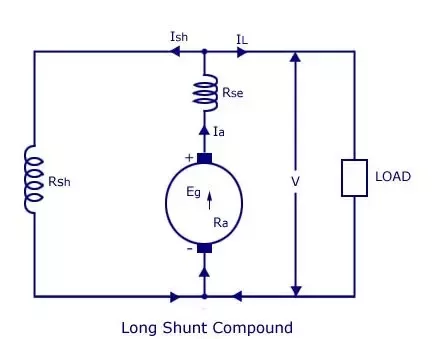 Ish
IL
Rse
Ia
+
Rsh
Eg
Ra
V
LOAD
-
Long Shunt Compound